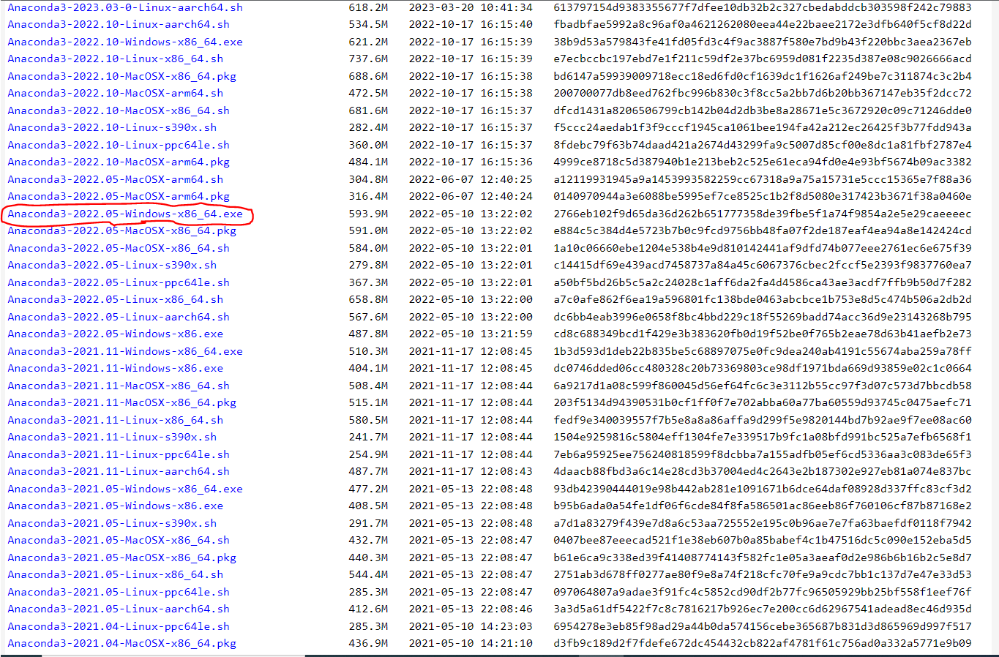 Anaconda3-2023.03-0-Linux-aarch64.sh 618.2M 2023-03-20 10:41:34 613797154d9383355677f7dfee10db32b2c327cbedabddcb303598f242c79883
Anaconda3-2022.10-Linux-aarch64.sh 534.5M 2022-10-17 16:15:40 fbadbfae5992a8c96af0a4621262080eea44e22baee2172e3dfb640f5cf8d22d
Anaconda3-2022.10-Windows-x86_64.exe 621.2M 2022-10-17 16:15:39 38b9d53a579843fe41fd05fd3c4f9ac3887f580e7bd9b43f220bbc3aea2367eb
Anaconda3-2022.10-Linux-x86_64.sh 737.6M 2022-10-17 16:15:39 e7ecbccbc197ebd7e1f211c59df2e37bc6959d081f2235d387e08c9026666acd
Anaconda3-2022.10-MacOSX-x86_64.pkg 688.6M 2022-10-17 16:15:38 bd6147a59939009718ecc18ed6fd0cf1639dc1f1626af249be7c311874c3c2b4
Anaconda3-2022.10-MacOSX-arm64.sh 472.5M 2022-10-17 16:15:38 200700077db8eed762fbc996b830c3f8cc5a2bb7d6b20bb367147eb35f2dcc72
Anaconda3-2022.10-MacOSX-x86_64.sh 681.6M 2022-10-17 16:15:37 dfcd1431a8206506799cb142b04d2db3be8a28671e5c3672920c09c71246dde0
Anaconda3-2022.10-Linux-s390x.sh 282.4M 2022-10-17 16:15:37 f5ccc24aedab1f3f9cccf1945ca1061bee194fa42a212ec26425f3b77fdd943a
Anaconda3-2022.10-Linux-ppc64le.sh 360.0M 2022-10-17 16:15:37 8fdebc79f63b74daad421a2674d43299fa9c5007d85cf00e8dc1a81fbf2787e4
Anaconda3-2022.10-MacOSX-arm64.pkg 484.1M 2022-10-17 16:15:36 4999ce8718c5d387940b1e213beb2c525e61eca94fd0e4e93bf5674b09ac3382
Anaconda3-2022.05-MacOSX-arm64.sh 304.8M 2022-06-07 12:40:25 a12119931945a9a1453993582259cc67318a9a75a15731e5ccc15365e7f88a36
Anaconda3-2022.05-MacOSX-arm64.pkg 316.4M 2022-06-07 12:40:24 0140970944a3e6088be5995ef7ce8525c1b2f8d5080e317423b3671f38a0460e
Anaconda3-2022.05-Windows-x86_64.exe 593.9M 2022-05-10 13:22:02 2766eb102f9d65da36d262b651777358de39fbe5f1a74f9854a2e5e29caeeeec
Anaconda3-2022.05-MacOSX-x86_64.pkg 591.0M 2022-05-10 13:22:02 e884c5c384d4e5723b7b0c9fcd9756bb48fa07f2de187eaf4ea94a8e142424cd
Anaconda3-2022.05-MacOSX-x86_64.sh 584.0M 2022-05-10 13:22:01 1a10c06660ebe1204e538b4e9d810142441af9dfd74b077eee2761ec6e675f39
Anaconda3-2022.05-Linux-s390x.sh 279.8M 2022-05-10 13:22:01 c14415df69e439acd7458737a84a45c6067376cbec2fccf5e2393f9837760ea7
Anaconda3-2022.05-Linux-ppc64le.sh 367.3M 2022-05-10 13:22:01 a50bf5bd26b5c5a2c24028c1aff6da2fa4d4586ca43ae3acdf7ffb9b50d7f282
Anaconda3-2022.05-Linux-x86_64.sh 658.8M 2022-05-10 13:22:00 a7c0afe862f6ea19a596801fc138bde0463abcbce1b753e8d5c474b506a2db2d
Anaconda3-2022.05-Linux-aarch64.sh 567.6M 2022-05-10 13:22:00 dc6bb4eab3996e0658f8bc4bbd229c18f55269badd74acc36d9e23143268b795
Anaconda3-2022.05-Windows-x86.exe 487.8M 2022-05-10 13:21:59 cd8c688349bcd1f429e3b383620fb0d19f52be0f765b2eae78d63b41aefb2e73
Anaconda3-2021.11-Windows-x86_64.exe 510.3M 2021-11-17 12:08:45 1b3d593d1deb22b835be5c68897075e0fc9dea240ab4191c55674aba259a78ff
Anaconda3-2021.11-Windows-x86.exe 404.1M 2021-11-17 12:08:45 dc0746dded06cc480328c20b73369803ce98df1971bda669d93859e02c1c0664
Anaconda3-2021.11-MacOSX-x86_64.sh 508.4M 2021-11-17 12:08:44 6a9217d1a08c599f860045d56ef64fc6c3e3112b55cc97f3d07c573d7bbcdb58
Anaconda3-2021.11-MacOSX-x86_64.pkg 515.1M 2021-11-17 12:08:44 203f5134d94390531b0cf1ff0f7e702abba60a77ba60559d93745c0475aefc71
Anaconda3-2021.11-Linux-x86_64.sh 580.5M 2021-11-17 12:08:44 fedf9e340039557f7b5e8a8a86affa9d299f5e9820144bd7b92ae9f7ee08ac60
Anaconda3-2021.11-Linux-s390x.sh 241.7M 2021-11-17 12:08:44 1504e9259816c5804eff1304fe7e339517b9fc1a08bfd991bc525a7efb6568f1
Anaconda3-2021.11-Linux-ppc64le.sh 254.9M 2021-11-17 12:08:44 7eb6a95925ee756240818599f8dcbba7a155adfb05ef6cd5336aa3c083de65f3
Anaconda3-2021.11-Linux-aarch64.sh 487.7M 2021-11-17 12:08:43 4daacb88fbd3a6c14e28cd3b37004ed4c2643e2b187302e927eb81a074e837bc
Anaconda3-2021.05-Windows-x86_64.exe 477.2M 2021-05-13 22:08:48 93db42390444019e98b442ab281e1091671b6dce64daf08928d337ffc83cf3d2
Anaconda3-2021.05-Windows-x86.exe 408.5M 2021-05-13 22:08:48 b95b6ada0a54fe1df06f6cde84f8fa586501ac86eeb86f760106cf87b87168e2
Anaconda3-2021.05-Linux-s390x.sh 291.7M 2021-05-13 22:08:48 a7d1a83279f439e7d8a6c53aa725552e195c0b96ae7e7fa63baefdf0118f7942
Anaconda3-2021.05-MacOSX-x86_64.sh 432.7M 2021-05-13 22:08:47 0407bee87eeecad521f1e38eb607b0a85babef4c1b47516dc5c090e152eba5d5
Anaconda3-2021.05-MacOSX-x86_64.pkg 440.3M 2021-05-13 22:08:47 b61e6ca9c338ed39f41408774143f582fc1e05a3aeaf0d2e986b6b16b2c5e8d7
Anaconda3-2021.05-Linux-x86_64.sh 544.4M 2021-05-13 22:08:47 2751ab3d678ff0277ae80f9e8a74f218cfc70fe9a9cdc7bb1c137d7e47e33d53
Anaconda3-2021.05-Linux-ppc64le.sh 285.3M 2021-05-13 22:08:47 097064807a9adae3f91fc4c5852cd90df2b77fc96505929bb25bf558f1eef76f
Anaconda3-2021.05-Linux-aarch64.sh 412.6M 2021-05-13 22:08:46 3a3d5a61df5422f7c8c7816217b926ec7e200cc6d62967541adead8ec46d935d
Anaconda3-2021.04-Linux-ppc64le.sh 285.3M 2021-05-10 14:23:03 6954278e3eb85f98ad29a44b0da574156cebe365687b831d3d865969d997f517
Anaconda3-2021.04-MacOSX-x86_64.pkg 436.9M 2021-05-10 14:21:10 d3fb9c189d2f7fdefe672dc454432cb822af4781f61c756ad0a332a5771e9b09